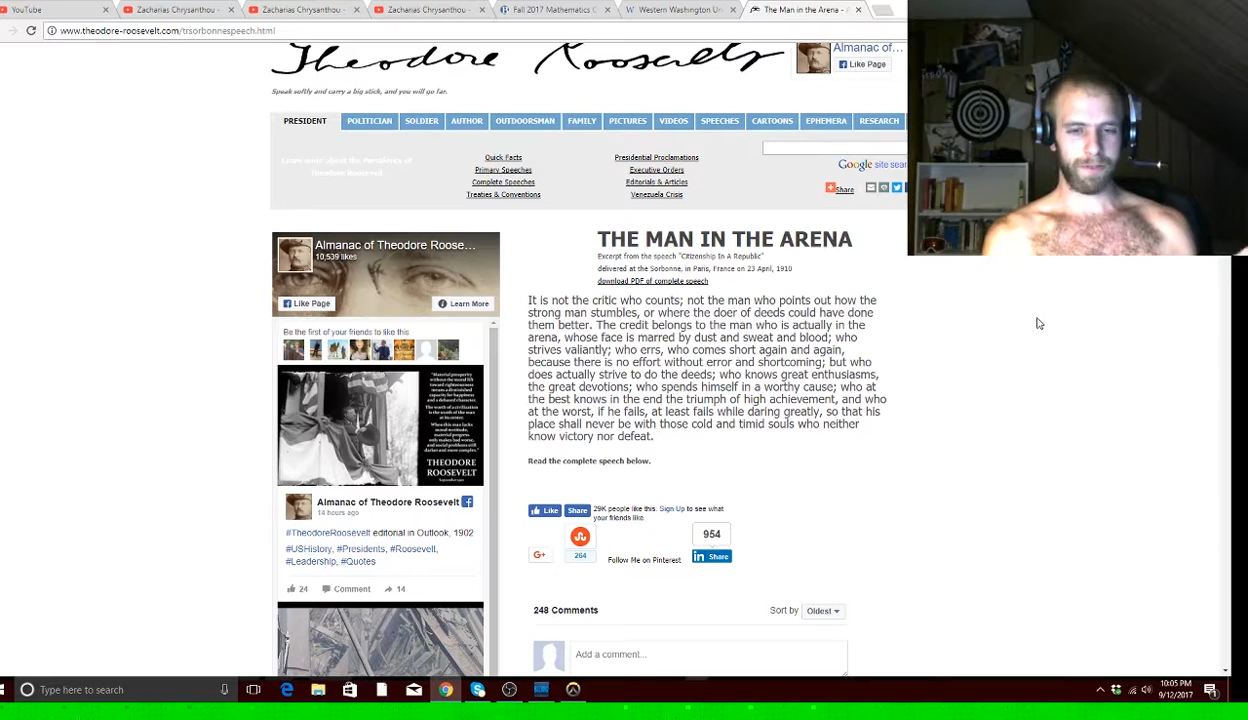 YouTube
Zacharias Chrysanthou -
Zacharias Chrysanthou -
Zacharias Chrysanthou -
Fall 2017 Mathematics C
Western Washington Un
The Man in the Arena -
www.theodore-roosevelt.com/trsorbonnespeech.html
Theodore Roosevelt
Almanac of...
Like Page
Speak softly and carry a big stick, and you will go far.
PRESIDENT POLITICIAN SOLDIER AUTHOR OUTDOORSMAN FAMILY PICTURES VIDEOS SPEECHES CARTOONS EPHEMERA RESEARCH
Learn more about the Presidency of
Theodore Roosevelt
Quick Facts
Primary Speeches
Complete Speeches
Treaties & Conventions
Presidential Proclamations
Executive Orders
Editorials & Articles
Venezuela Crisis
Google site sear
Share
Almanac of Theodore Roose...
10,539 likes
Like Page
Learn More
Be the first of your friends to like this
THE MAN IN THE ARENA
Excerpt from the speech "Citizenship In A Republic"
delivered at the Sorbonne, in Paris, France on 23 April, 1910
download PDF of complete speech
It is not the critic who counts; not the man who points out how the
strong man stumbles, or where the doer of deeds could have done
them better. The credit belongs to the man who is actually in the
arena, whose face is marred by dust and sweat and blood; who
strives valiantly; who errs, who comes short again and again,
because there is no effort without error and shortcoming; but who
does actually strive to do the deeds; who knows great enthusiasms,
the great devotions; who spends himself in a worthy cause; who at
the best knows in the end the triumph of high achievement, and who
at the worst, if he fails, at least fails while daring greatly, so that his
place shall never be with those cold and timid souls who neither
know victory nor defeat.
Read the complete speech below.
THEODORE
ROOSEVELT
Almanac of Theodore Roosevelt
14 hours ago
#TheodoreRoosevelt editorial in Outlook, 1902
#USHistory, #Presidents, #Roosevelt,
#Leadership, #Quotes
24 Comment 14
Like Share 29K people like this. Sign Up to see what
your friends like.
G+
264
Follow Me on Pinterest
954
in Share
248 Comments
Sort by Oldest
Add a comment...
Type here to search
10:05 PM
9/12/2017